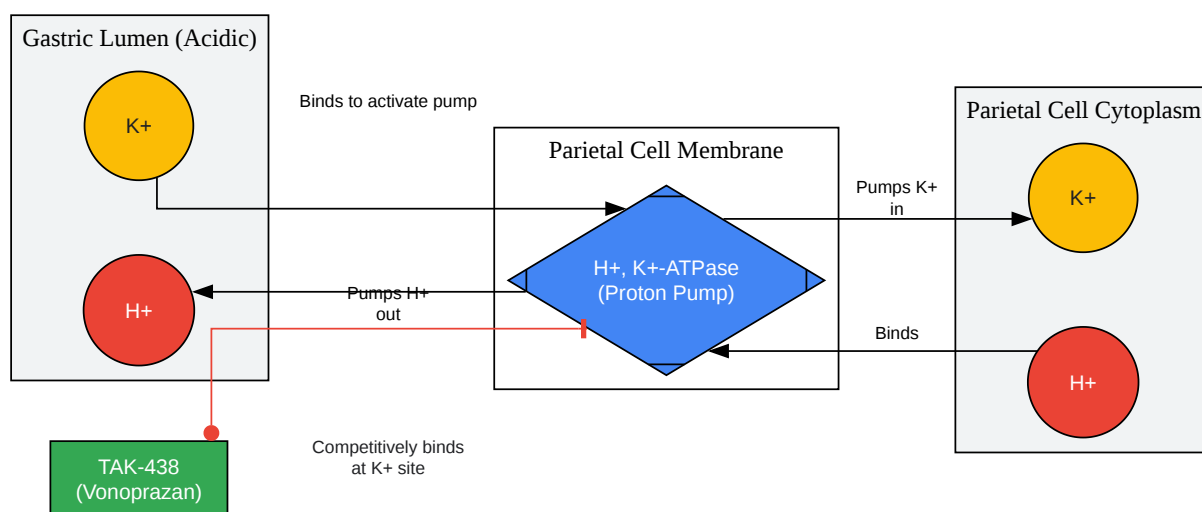 Gastric Lumen (Acidic)
K+
H+
Binds to activate pump
Pumps H+
out
Parietal Cell Membrane
H+, K+-ATPase
(Proton Pump)
Pumps K+
in
Binds
Parietal Cell Cytoplasm
K+
H+
TAK-438
(Vonoprazan)
Competitively binds
at K+ site